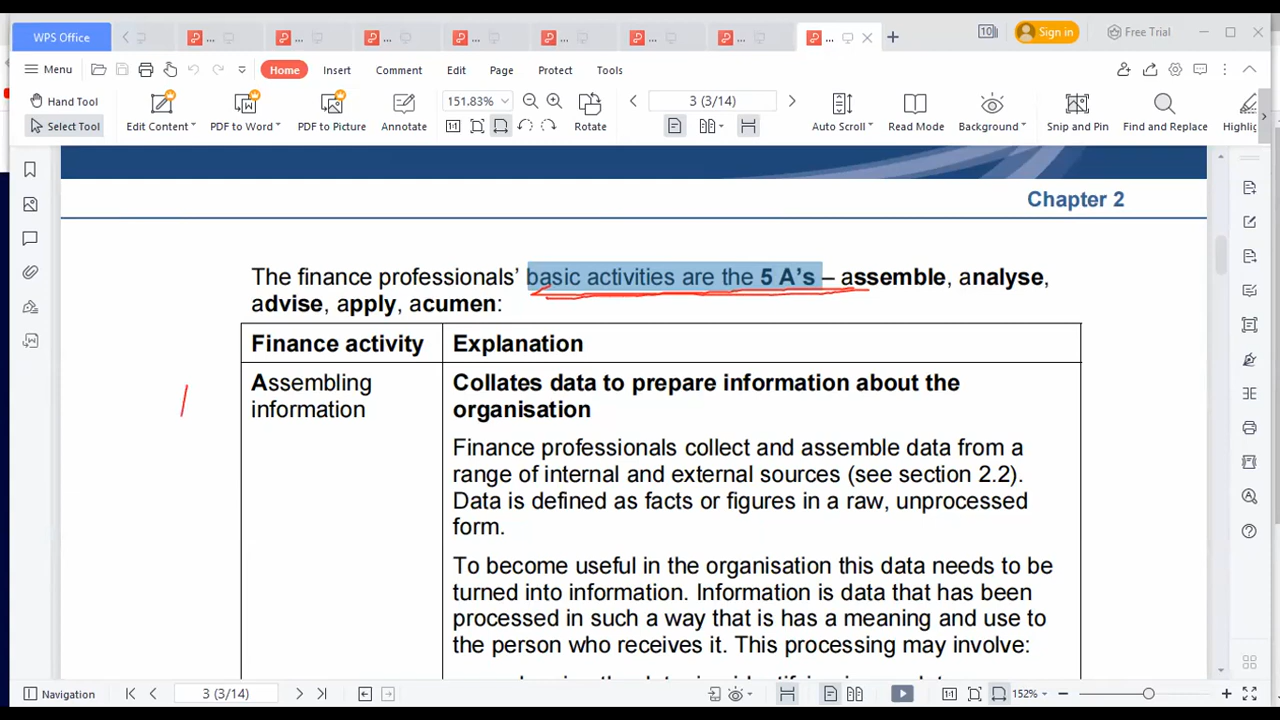 WPS Office
... ... ... ... ... ... ... ...
10
Sign in
Free Trial
Menu
Home Insert Comment Edit Page Protect Tools
Hand Tool
Select Tool
Edit Content
PDF to Word
PDF to Picture
Annotate
151.83%
Rotate
3 (3/14)
Auto Scroll
Read Mode
Background
Snip and Pin
Find and Replace
Highlig
Chapter 2
The finance professionals’ basic activities are the 5 A’s – assemble, analyse,
advise, apply, acumen:
Finance activity Explanation
Assembling
information
Collates data to prepare information about the
organisation
Finance professionals collect and assemble data from a
range of internal and external sources (see section 2.2).
Data is defined as facts or figures in a raw, unprocessed
form.
To become useful in the organisation this data needs to be
turned into information. Information is data that has been
processed in such a way that is has a meaning and use to
the person who receives it. This processing may involve:
Navigation
3 (3/14)
1:1
152%